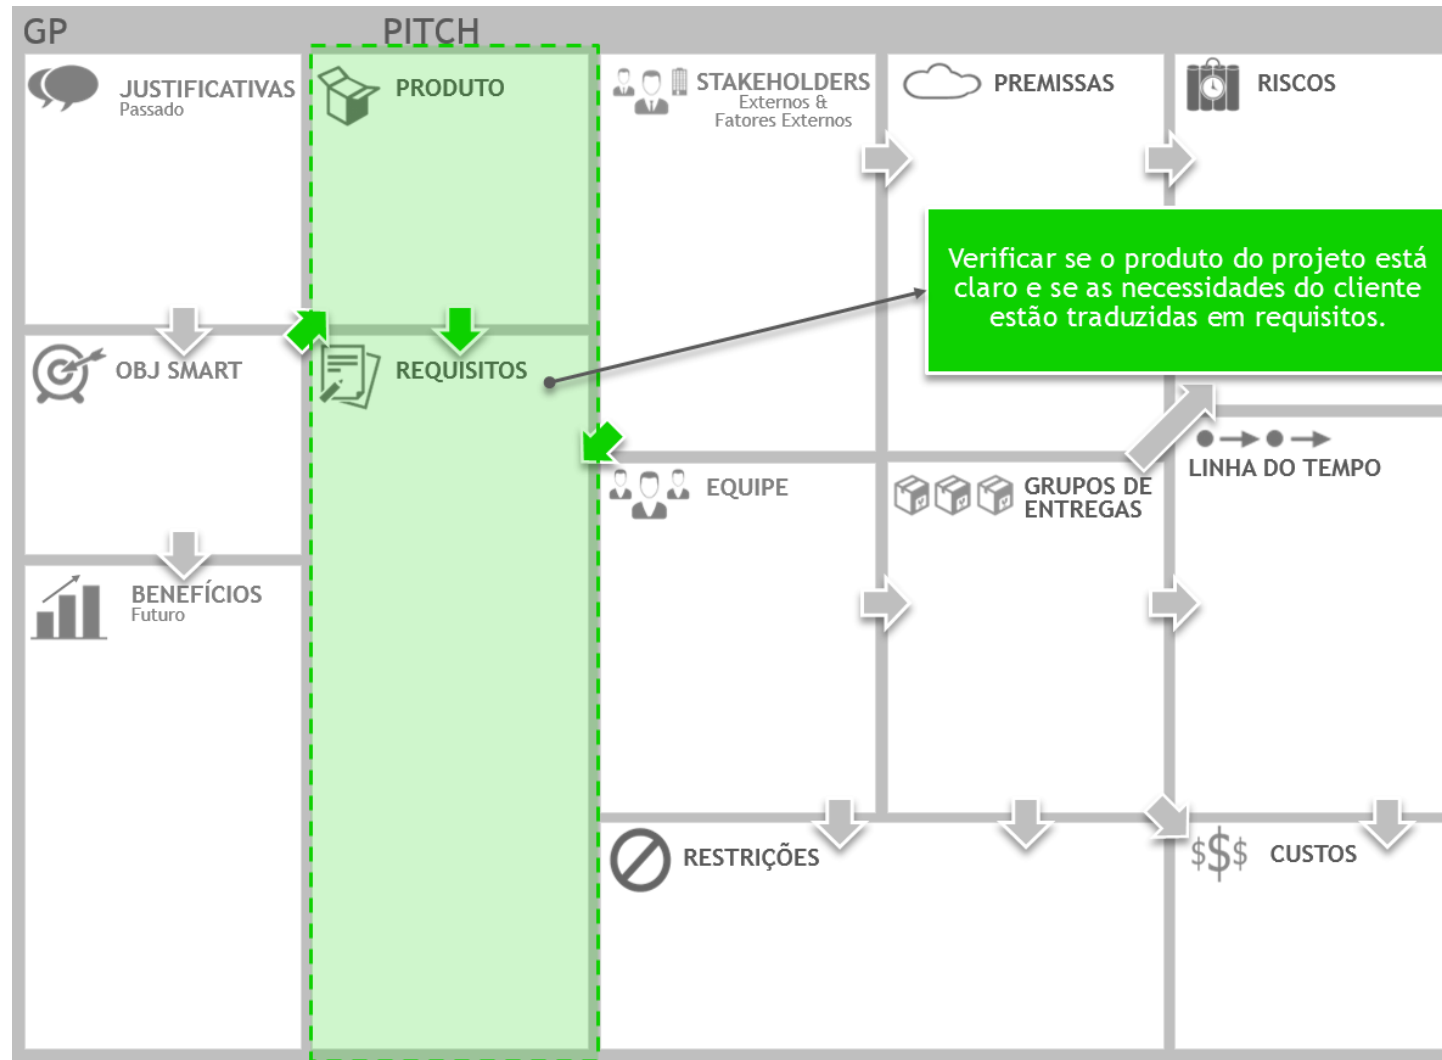 GP
PITCH
JUSTIFICATIVAS
Passado
PRODUTO
STAKEHOLDERS
Externos &
Fatores Externos
PREMISSAS
RISCOS
Verificar se o produto do projeto está
claro e se as necessidades do cliente
estão traduzidas em requisitos.
OBJ SMART
REQUISITOS
EQUIPE
GRUPOS DE
ENTREGAS
LINHA DO TEMPO
BENEFÍCIOS
Futuro
RESTRIÇÕES
$$$
CUSTOS